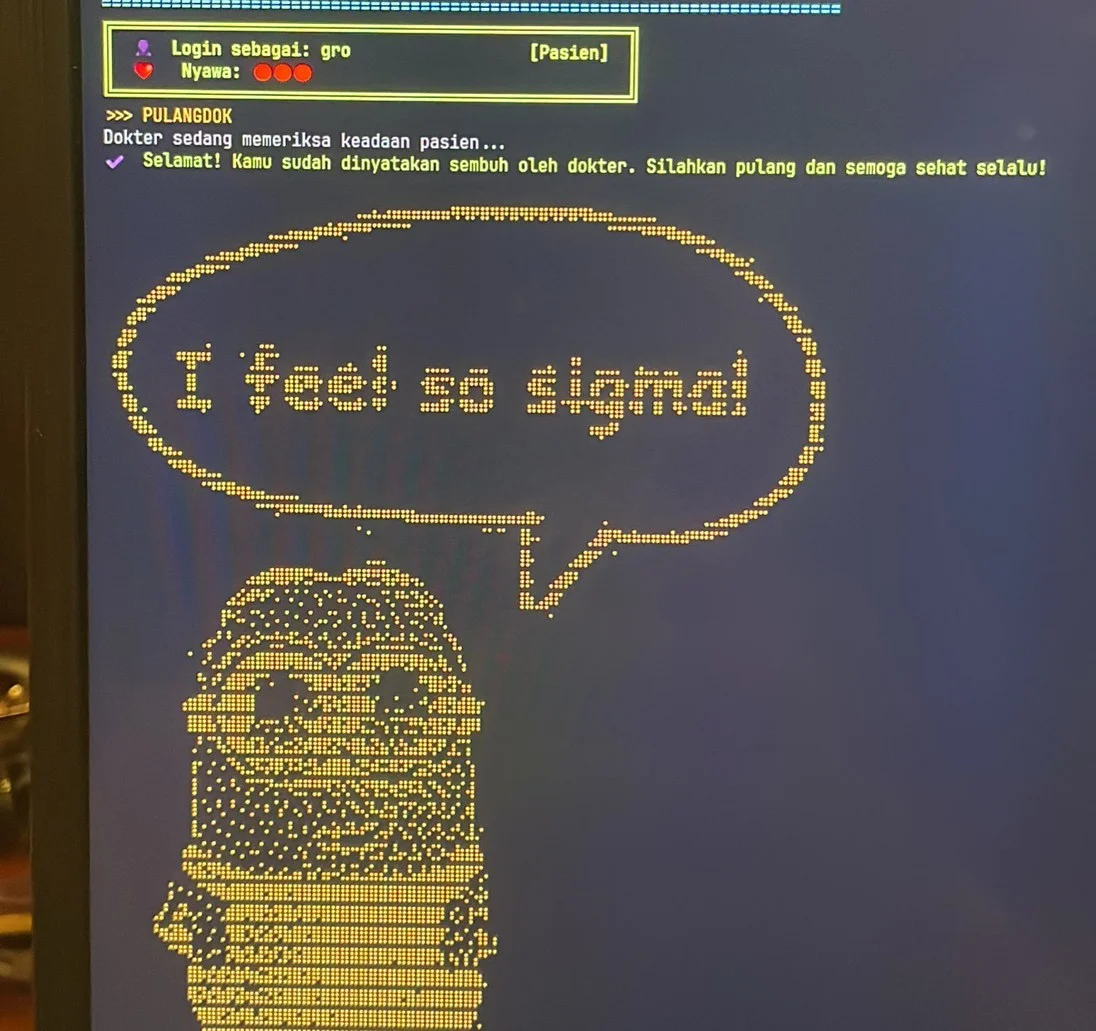 Login sebagai: gro [Pasien]
Nyawa:
>>> PULANGDOK
Dokter sedang memeriksa keadaan pasien...
Selamat! Kamu sudah dinyatakan sembuh oleh dokter. Silahkan pulang dan semoga sehat selalu!
I feel so sigma!